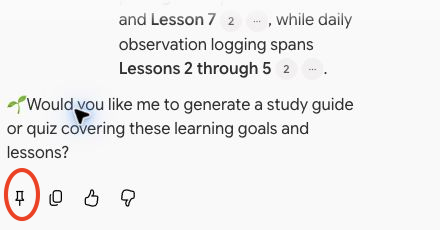 and Lesson 7 2 ... , while daily
observation logging spans
Lessons 2 through 5 2 ... .
🌱Would you like me to generate a study guide
or quiz covering these learning goals and
lessons?